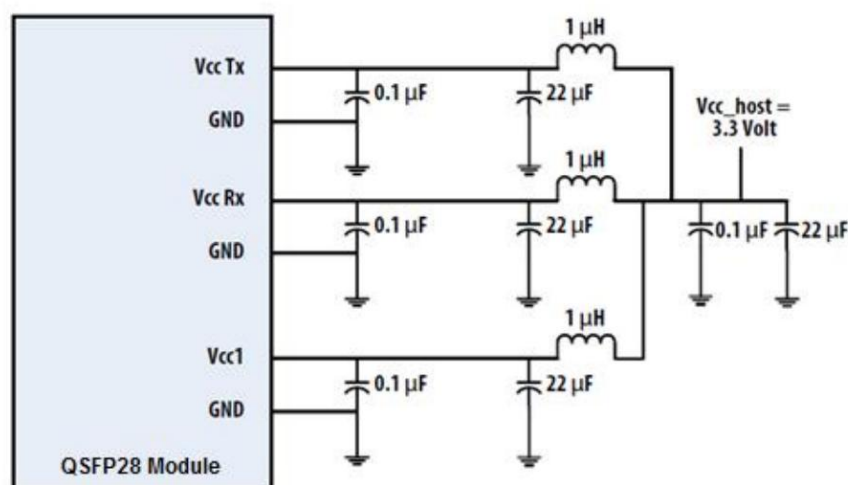 1 μH
Vcc Tx
0.1 μF
22 μF
GND
Vcc_host =
3.3 Volt
1 μH
Vcc Rx
0.1 μF
22 μF
0.1 μF
22 μF
GND
1 μH
Vcc1
0.1 μF
22 μF
GND
QSFP28 Module